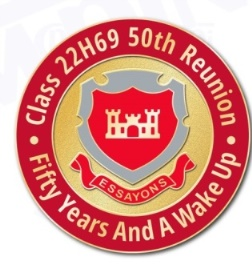 Class 22H69 50th Reunion
ESSAYONS
• Fifty Years And A Wake Up •